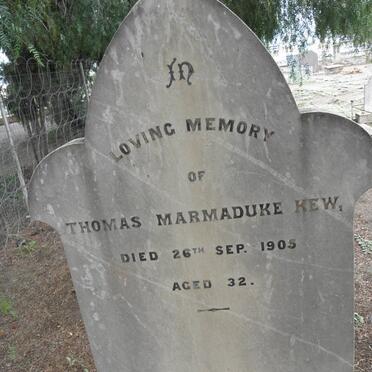 In
LOVING MEMORY
OF
THOMAS MARMADUKE KEW,
DIED 26TH SEP. 1905
AGED 32.